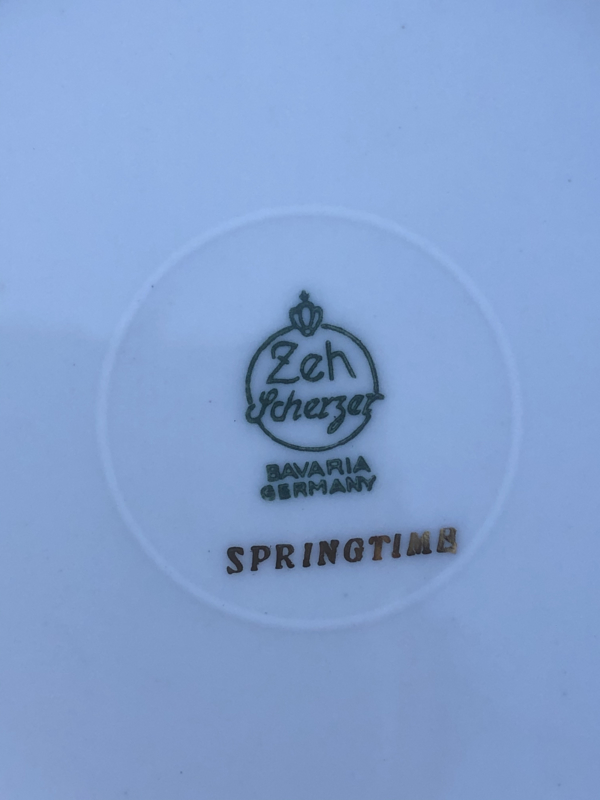 Zeh
Scherzer
BAVARIA
GERMANY
SPRINGTIME